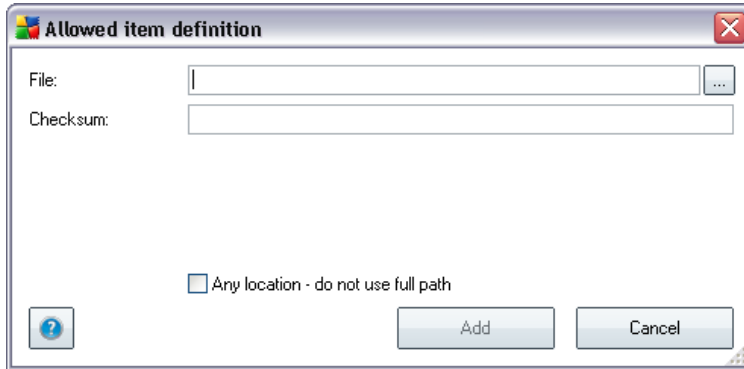 Allowed item definition
File:
...
Checksum:
Any location - do not use full path
?
Add
Cancel